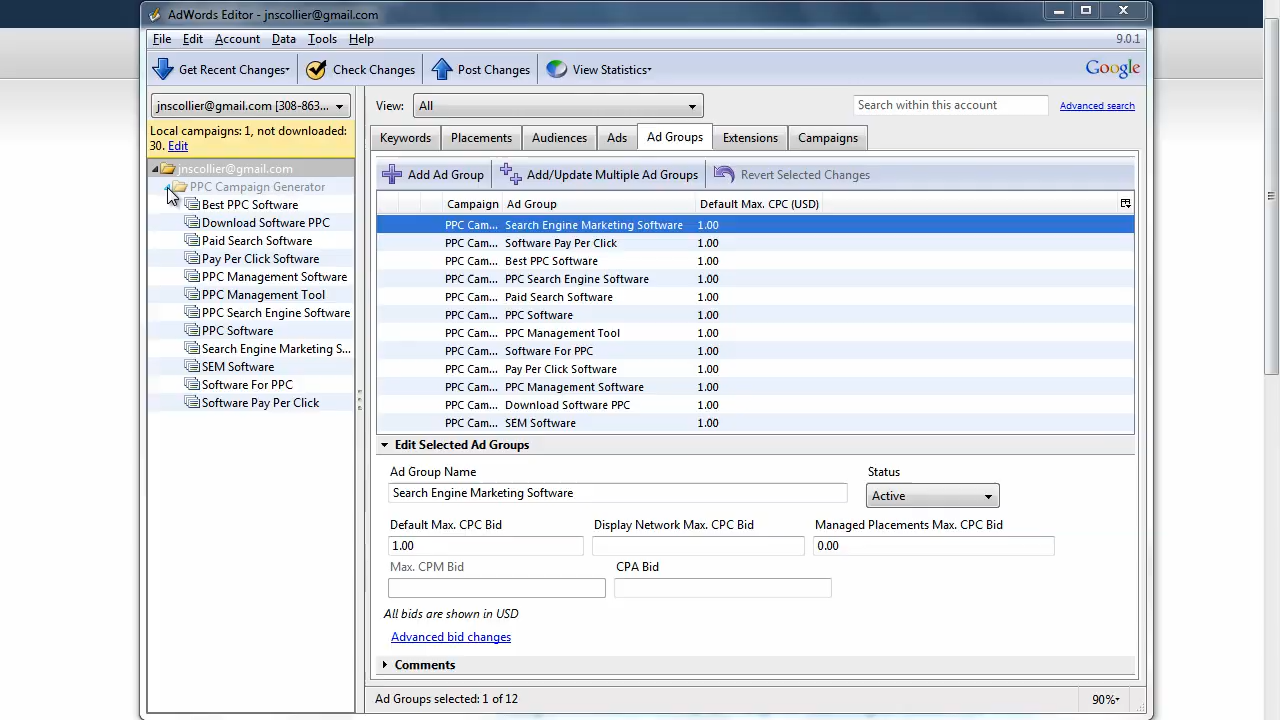 AdWords Editor - jnscollier@gmail.com
File Edit Account Data Tools Help
9.0.1
Get Recent Changes
Check Changes
Post Changes
View Statistics
Google
jnscollier@gmail.com [308-863...
View: All
Search within this account
Advanced search
Local campaigns: 1, not downloaded:
30. Edit
Keywords Placements Audiences Ads Ad Groups Extensions Campaigns
jnscollier@gmail.com
PPC Campaign Generator
Best PPC Software
Download Software PPC
Paid Search Software
Pay Per Click Software
PPC Management Software
PPC Management Tool
PPC Search Engine Software
PPC Software
Search Engine Marketing S...
SEM Software
Software For PPC
Software Pay Per Click
Add Ad Group
Add/Update Multiple Ad Groups
Revert Selected Changes
Campaign Ad Group Default Max. CPC (USD)
PPC Cam... Search Engine Marketing Software 1.00
PPC Cam... Software Pay Per Click 1.00
PPC Cam... Best PPC Software 1.00
PPC Cam... PPC Search Engine Software 1.00
PPC Cam... Paid Search Software 1.00
PPC Cam... PPC Software 1.00
PPC Cam... PPC Management Tool 1.00
PPC Cam... Software For PPC 1.00
PPC Cam... Pay Per Click Software 1.00
PPC Cam... PPC Management Software 1.00
PPC Cam... Download Software PPC 1.00
PPC Cam... SEM Software 1.00
Edit Selected Ad Groups
Ad Group Name
Search Engine Marketing Software
Status
Active
Default Max. CPC Bid
1.00
Display Network Max. CPC Bid
Managed Placements Max. CPC Bid
0.00
Max. CPM Bid
CPA Bid
All bids are shown in USD
Advanced bid changes
Comments
Ad Groups selected: 1 of 12
90%